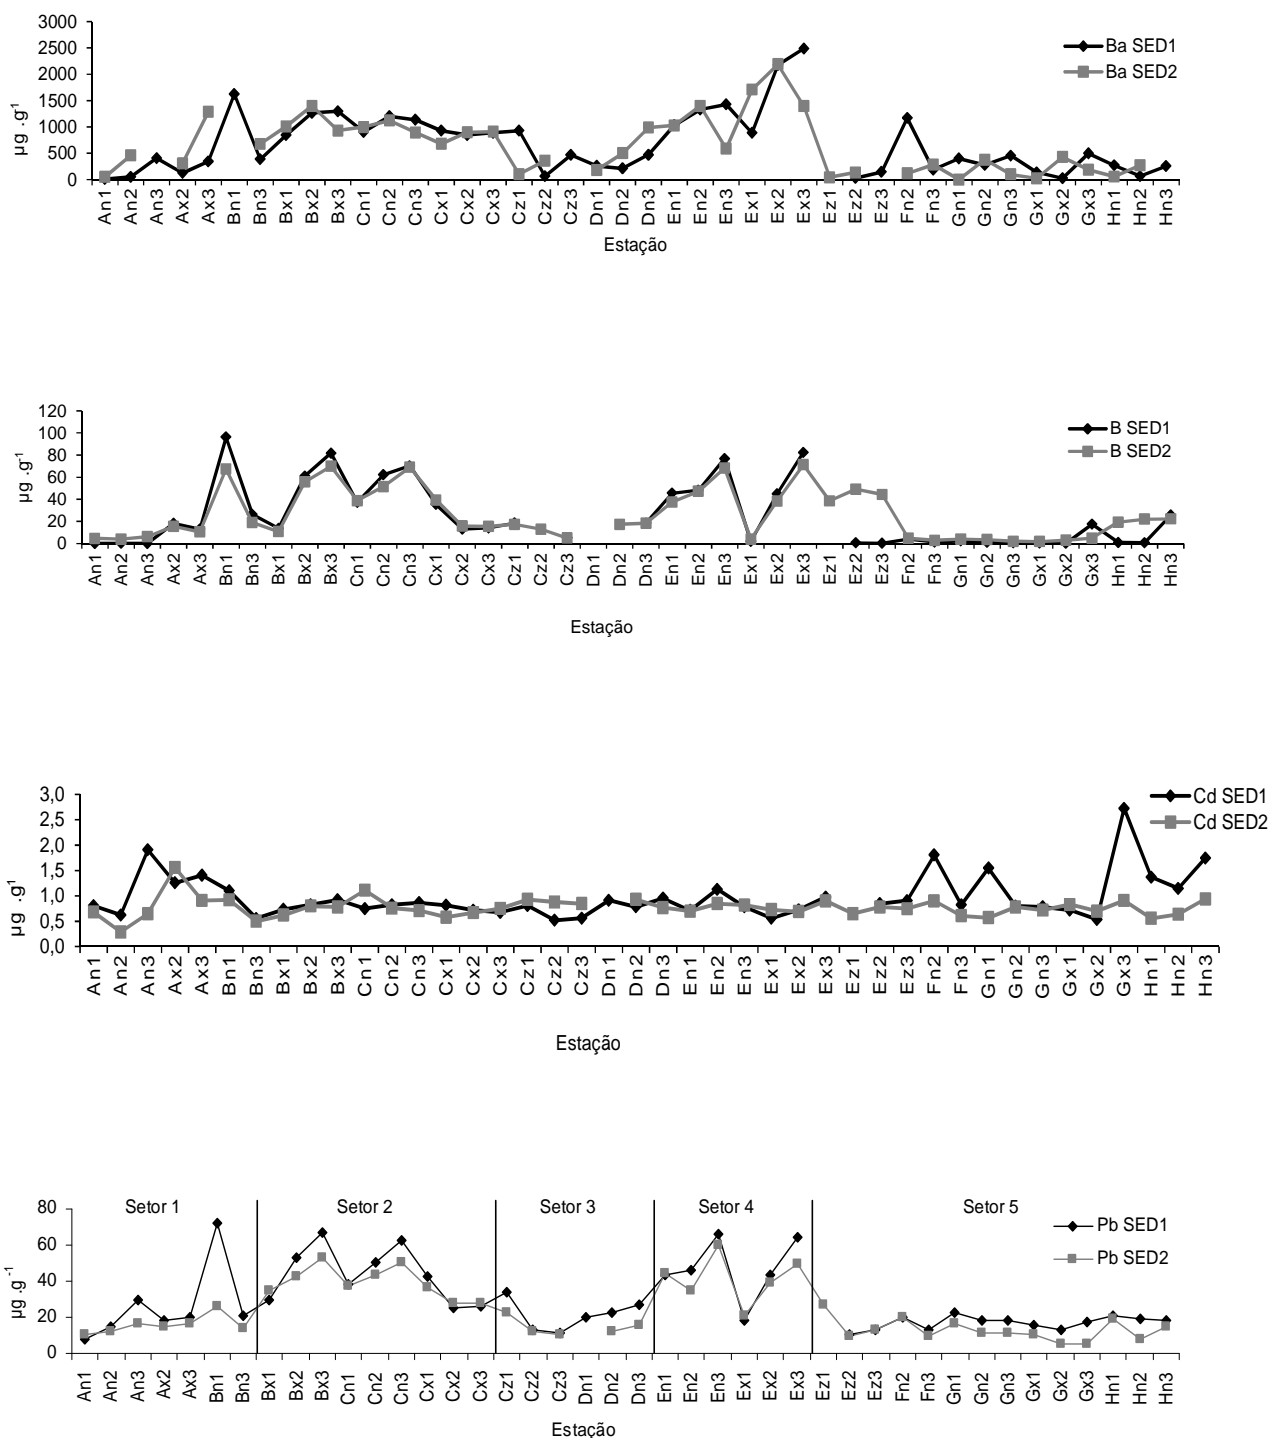 3000
2500
2000
1500
1000
500
0
µg .g-1
Ba SED1
Ba SED2
An1 An2 An3 Ax2 Ax3 Bn1 Bn3 Bx1 Bx2 Bx3 Cn1 Cn2 Cn3 Cx1 Cx2 Cx3 Cz1 Cz2 Cz3 Dn1 Dn2 Dn3 En1 En2 En3 Ex1 Ex2 Ex3 Ez1 Ez2 Ez3 Fn2 Fn3 Gn1 Gn2 Gn3 Gx1 Gx2 Gx3 Hn1 Hn2 Hn3
Estação
120
100
80
60
40
20
0
µg .g-1
B SED1
B SED2
An1 An2 An3 Ax2 Ax3 Bn1 Bn3 Bx1 Bx2 Bx3 Cn1 Cn2 Cn3 Cx1 Cx2 Cx3 Cz1 Cz2 Cz3 Dn1 Dn2 Dn3 En1 En2 En3 Ex1 Ex2 Ex3 Ez1 Ez2 Ez3 Fn2 Fn3 Gn1 Gn2 Gn3 Gx1 Gx2 Gx3 Hn1 Hn2 Hn3
Estação
3,0
2,5
2,0
1,5
1,0
0,5
0,0
µg .g1
Cd SED1
Cd SED2
An1 An2 An3 Ax2 Ax3 Bn1 Bn3 Bx1 Bx2 Bx3 Cn1 Cn2 Cn3 Cx1 Cx2 Cx3 Cz1 Cz2 Cz3 Dn1 Dn2 Dn3 En1 En2 En3 Ex1 Ex2 Ex3 Ez1 Ez2 Ez3 Fn2 Fn3 Gn1 Gn2 Gn3 Gx1 Gx2 Gx3 Hn1 Hn2 Hn3
Estação
Setor 1 Setor 2 Setor 3 Setor 4 Setor 5
80
60
40
20
0
µg .g-1
Pb SED1
Pb SED2
An1 An2 An3 Ax2 Ax3 Bn1 Bn3 Bx1 Bx2 Bx3 Cn1 Cn2 Cn3 Cx1 Cx2 Cx3 Cz1 Cz2 Cz3 Dn1 Dn2 Dn3 En1 En2 En3 Ex1 Ex2 Ex3 Ez1 Ez2 Ez3 Fn2 Fn3 Gn1 Gn2 Gn3 Gx1 Gx2 Gx3 Hn1 Hn2 Hn3
Estação